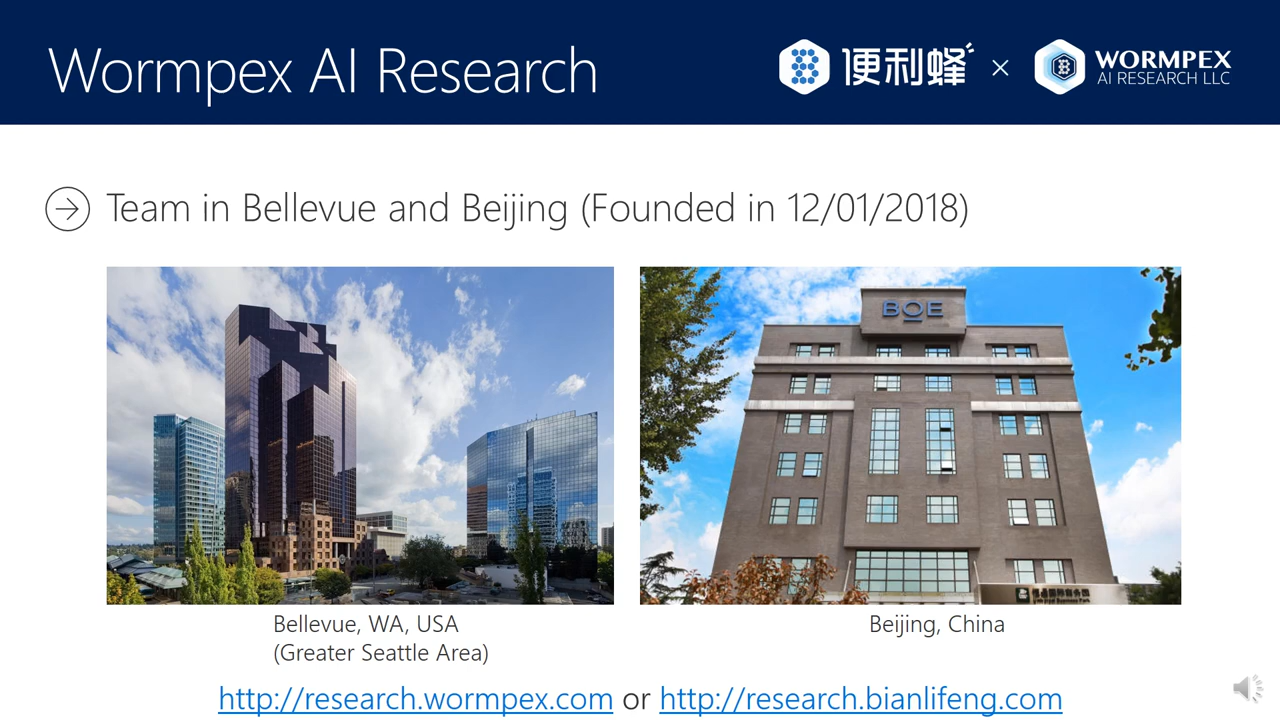 Wormpex AI Research
便利蜂 × WORMPEX
AI RESEARCH LLC
Team in Bellevue and Beijing (Founded in 12/01/2018)
BOE
Bellevue, WA, USA
(Greater Seattle Area)
Beijing, China
http://research.wormpex.com or http://research.bianlifeng.com